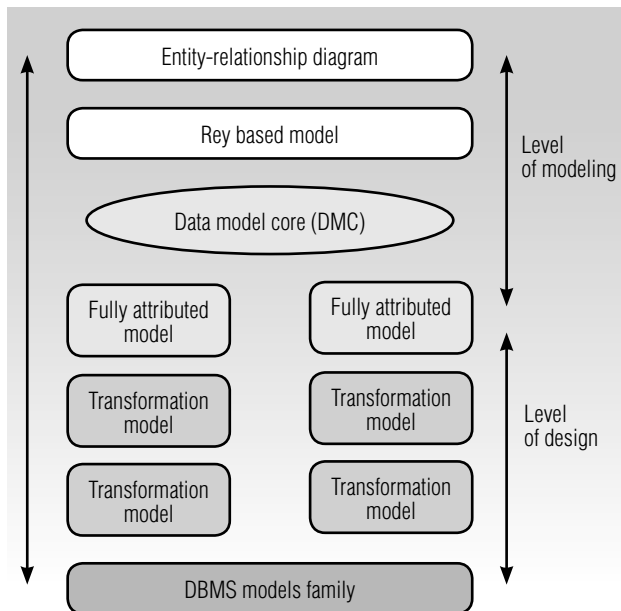 Entity-relationship diagram
Rey based model
Level
of modeling
Data model core (DMC)
Fully attributed
model
Fully attributed
model
Transformation
model
Transformation
model
Level
of design
Transformation
model
Transformation
model
DBMS models family